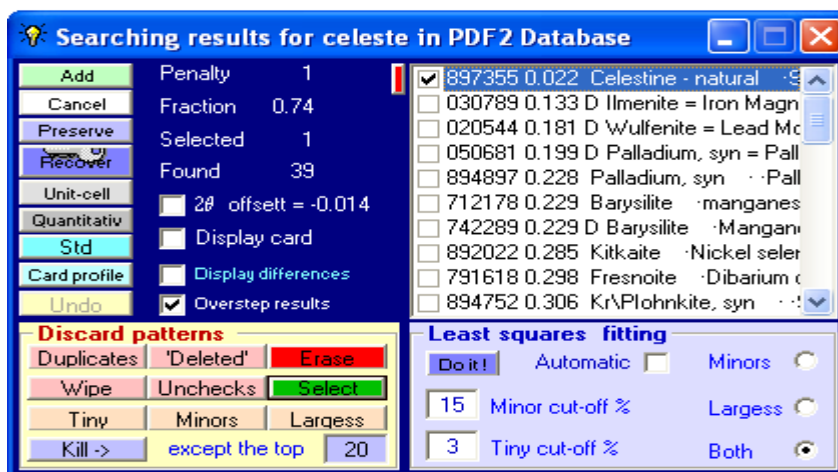 Searching results for celeste in PDF2 Database
Add
Cancel
Preserve
Recover
Unit-cell
Quantitativ
Std
Card profile
Undo
Penalty 1
Fraction 0.74
Selected 1
Found 39
2θ offsett = -0.014
Display card
Display differences
Overstep results
897355 0.022 Celestine - natural
030789 0.133 D Ilmenite = Iron Magn
020544 0.181 D Wulfenite = Lead Mo
050681 0.199 D Palladium, syn = Pall
894897 0.228 Palladium, syn · ·Pall
712178 0.229 Barysilite ·manganes
742289 0.229 D Barysilite ·Mangan
892022 0.285 Kitkaite ·Nickel seler
791618 0.298 Fresnoite ·Dibarium
894752 0.306 Kr\Plohnkite, syn
Discard patterns
Duplicates 'Deleted' Erase
Wipe Unchecks Select
Tiny Minors Largess
Kill -> except the top 20
Least squares fitting
Do it! Automatic Minors
15 Minor cut-off % Largess
3 Tiny cut-off % Both